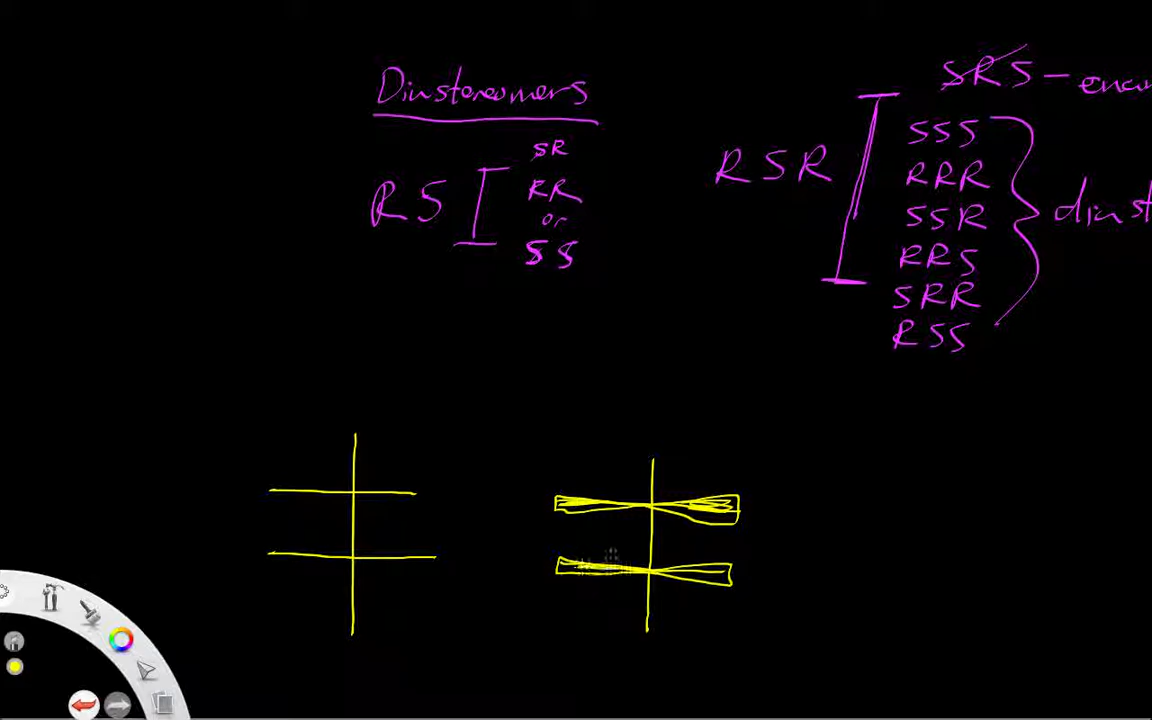 Diastereomers
SR
RS
RR
or
SS
SRS - enan
RSR
SSS
RRR
SSR
RRS
SRR
RSS
diast